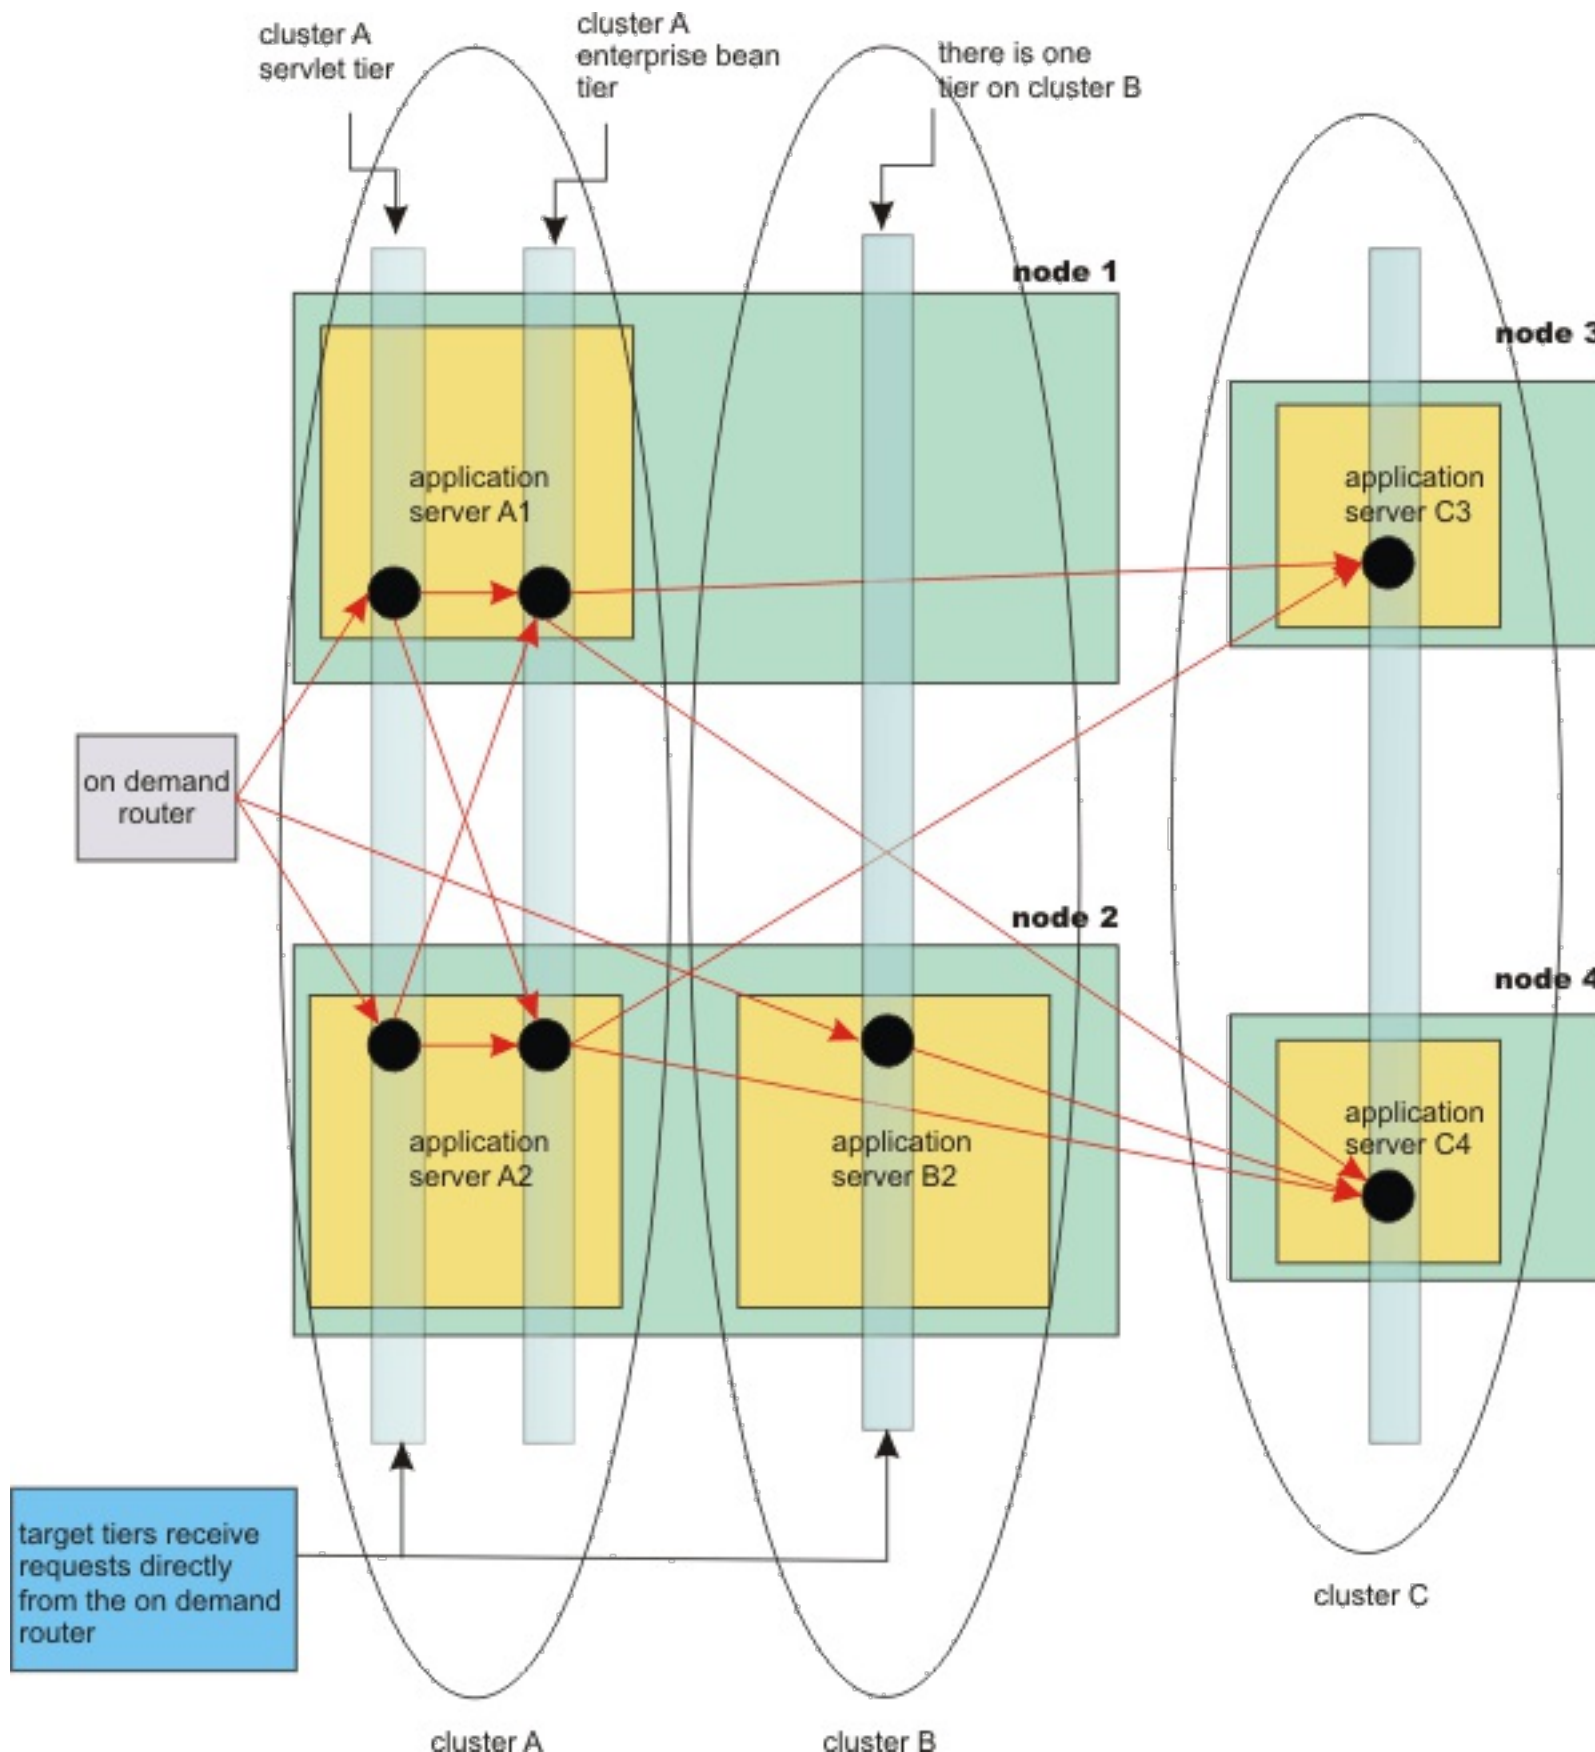 cluster A
servlet tier
cluster A
enterprise bean
tier
there is one
tier on cluster B
node 1
node 3
application
server A1
application
server C3
on demand
router
node 2
node 4
application
server A2
application
server B2
application
server C4
target tiers receive
requests directly
from the on demand
router
cluster C
cluster A
cluster B